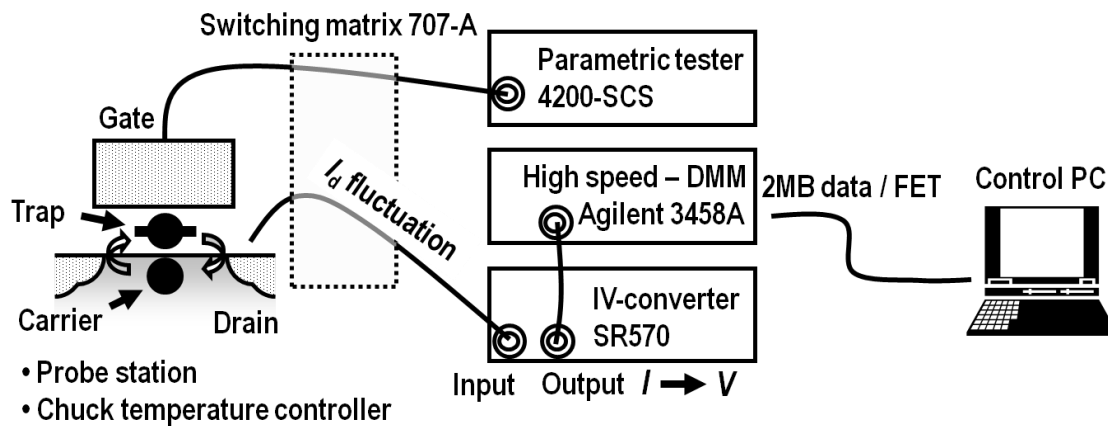 Switching matrix 707-A
Parametric tester
4200-SCS
Gate
Id fluctuation
High speed – DMM
Agilent 3458A
2MB data / FET
Control PC
Trap
Carrier
Drain
IV-converter
SR570
Input
Output
I → V
• Probe station
• Chuck temperature controller